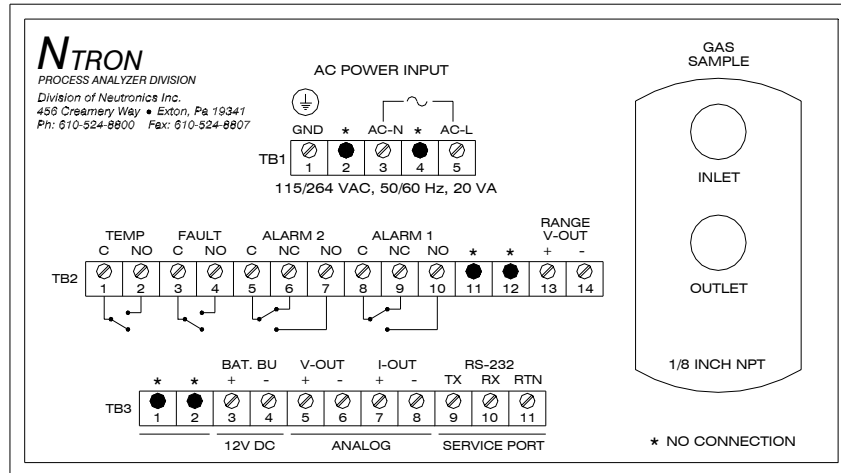 NTRON
PROCESS ANALYZER DIVISION
Division of Neutronics Inc.
456 Creamery Way • Exton, Pa 19341
Ph: 610-524-8800 Fax: 610-524-8807
AC POWER INPUT
GND * AC-N * AC-L
TB1
1 2 3 4 5
115/264 VAC, 50/60 Hz, 20 VA
TEMP FAULT ALARM 2 ALARM 1 RANGE V-OUT
C NO C NO C NC NO C NC NO * * + -
TB2
1 2 3 4 5 6 7 8 9 10 11 12 13 14
BAT. BU V-OUT I-OUT RS-232
* * + - + - + - TX RX RTN
TB3
1 2 3 4 5 6 7 8 9 10 11
12V DC ANALOG SERVICE PORT
GAS
SAMPLE
INLET
OUTLET
1/8 INCH NPT
* NO CONNECTION